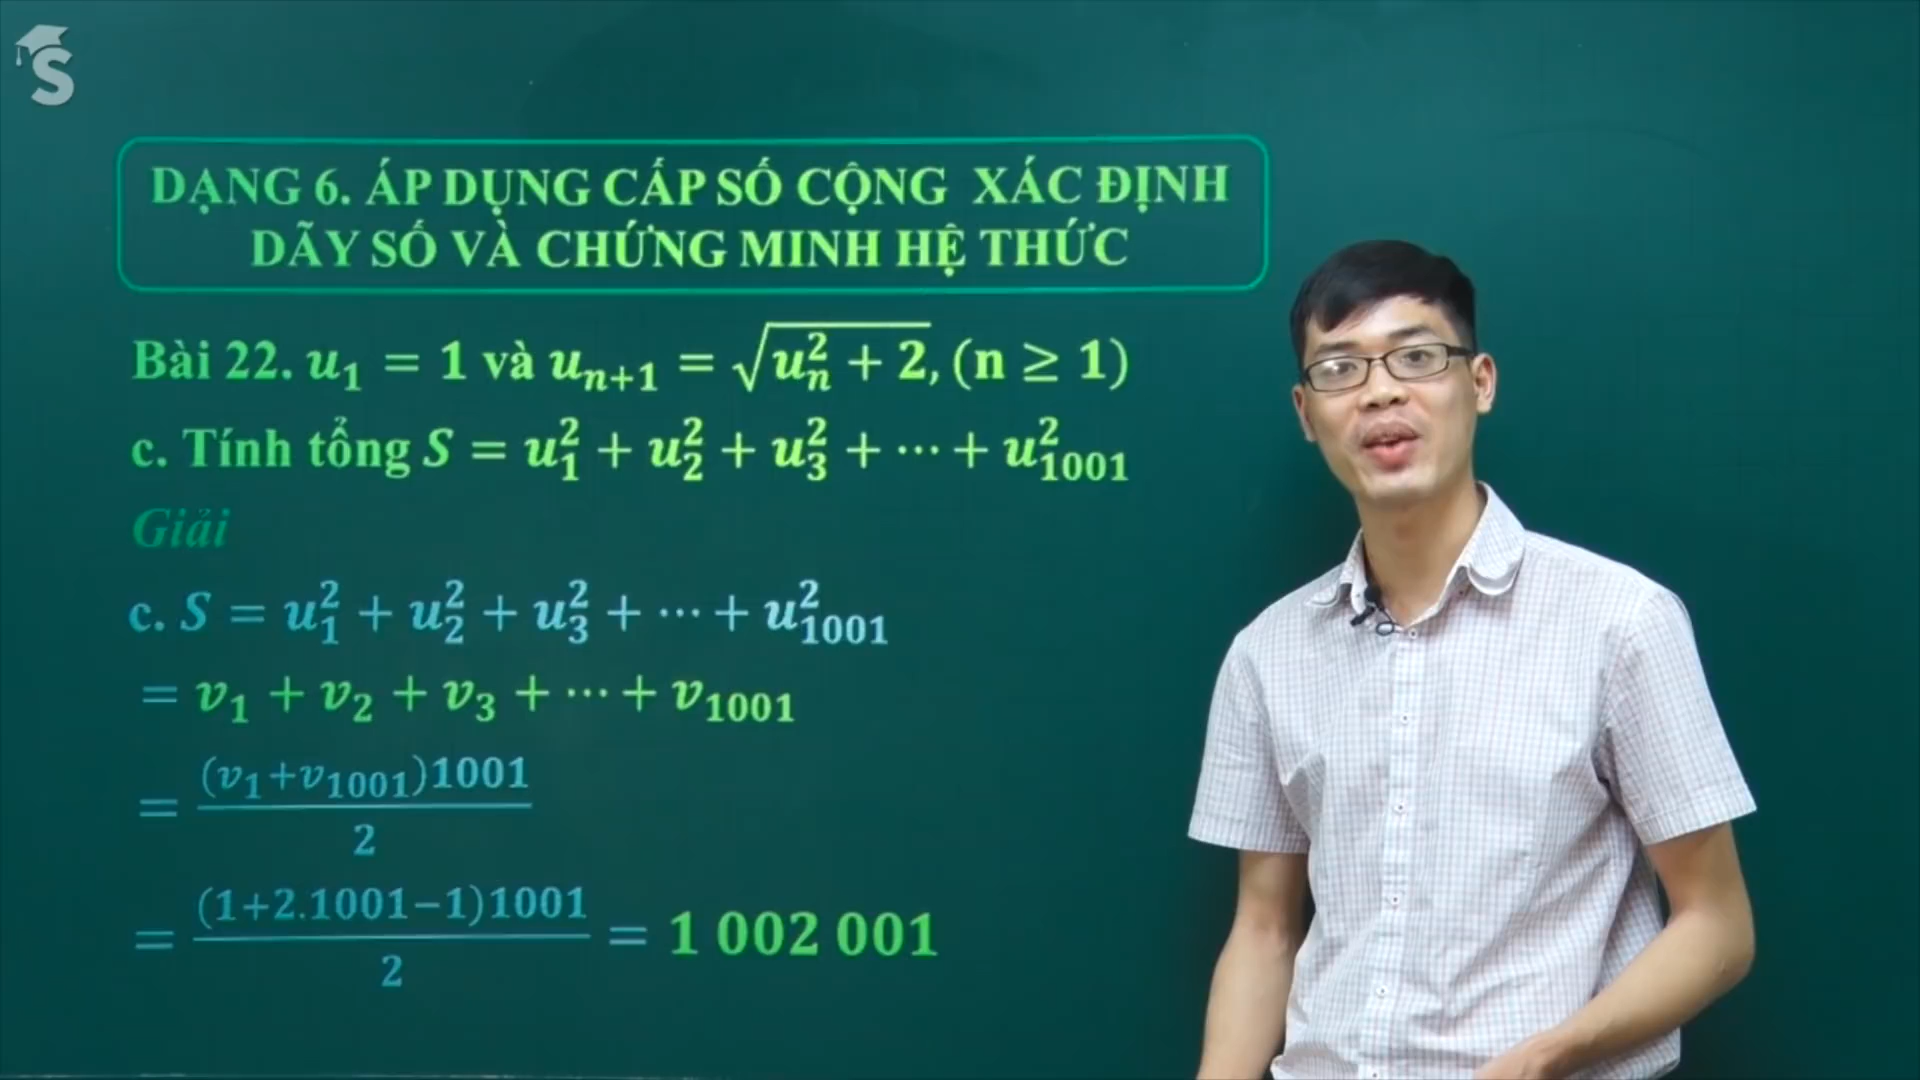 S
DẠNG 6. ÁP DỤNG CẤP SỐ CỘNG XÁC ĐỊNH
DÃY SỐ VÀ CHỨNG MINH HỆ THỨC
Bài 22. u₁ = 1 và uₙ₊₁ = √(uₙ² + 2), (n ≥ 1)
c. Tính tổng S = u₁² + u₂² + u₃² + ⋯ + u₁₀₀₁²
Giải
c. S = u₁² + u₂² + u₃² + ⋯ + u₁₀₀₁²
= v₁ + v₂ + v₃ + ⋯ + v₁₀₀₁
= (v₁+v₁₀₀₁)1001 / 2
= (1+2.1001−1)1001 / 2 = 1 002 001